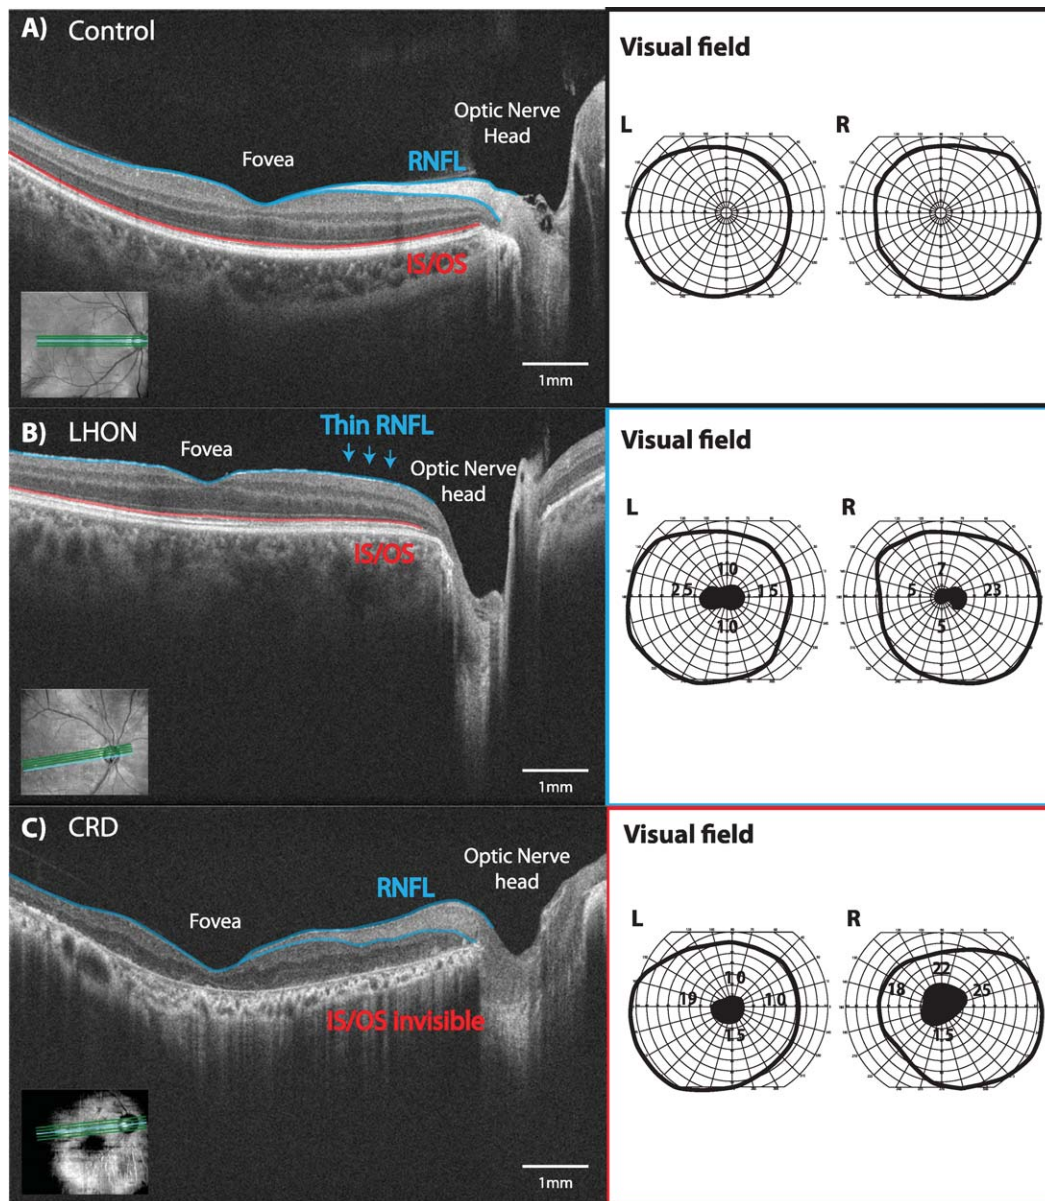 A) Control
Fovea
Optic Nerve
Head
RNFL
IS/OS
1mm
Visual field
L
R
B) LHON
Fovea
Thin RNFL
Optic Nerve
head
IS/OS
1mm
Visual field
L
R
10
25
15
10
7
5
23
5
C) CRD
Fovea
RNFL
Optic Nerve
head
IS/OS invisible
1mm
Visual field
L
R
10
19
10
15
22
18
25
15